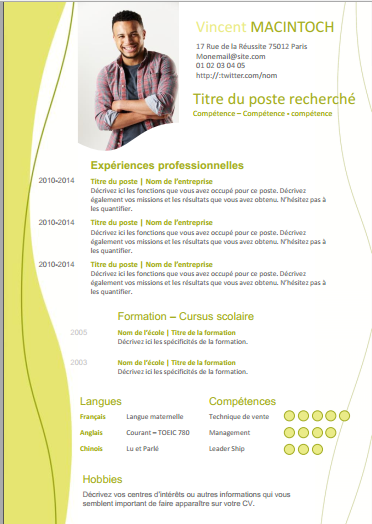 Vincent MACINTOCH
17 Rue de la Réussite 75012 Paris
Monemail@site.com
01 02 03 04 05
http://twitter.com/nom
Titre du poste recherché
Compétence – Compétence - compétence
Expériences professionnelles
2010-2014 Titre du poste | Nom de l'entreprise
Décrivez ici les fonctions que vous avez occupé pour ce poste. Décrivez
également vos missions et les résultats que vous avez obtenu. N'hésitez pas à
les quantifier.
2010-2014 Titre du poste | Nom de l'entreprise
Décrivez ici les fonctions que vous avez occupé pour ce poste. Décrivez
également vos missions et les résultats que vous avez obtenu. N'hésitez pas à
les quantifier.
2010-2014 Titre du poste | Nom de l'entreprise
Décrivez ici les fonctions que vous avez occupé pour ce poste. Décrivez
également vos missions et les résultats que vous avez obtenu. N'hésitez pas à
les quantifier.
Formation – Cursus scolaire
2005 Nom de l'école | Titre de la formation
Décrivez ici les spécificités de la formation.
2003 Nom de l'école | Titre de la formation
Décrivez ici les spécificités de la formation.
Langues
Français Langue maternelle
Anglais Courant – TOEIC 780
Chinois Lu et Parlé
Compétences
Technique de vente
Management
Leader Ship
Hobbies
Décrivez vos centres d'intérêts ou autres informations qui vous
semblent important de faire apparaître sur votre CV.